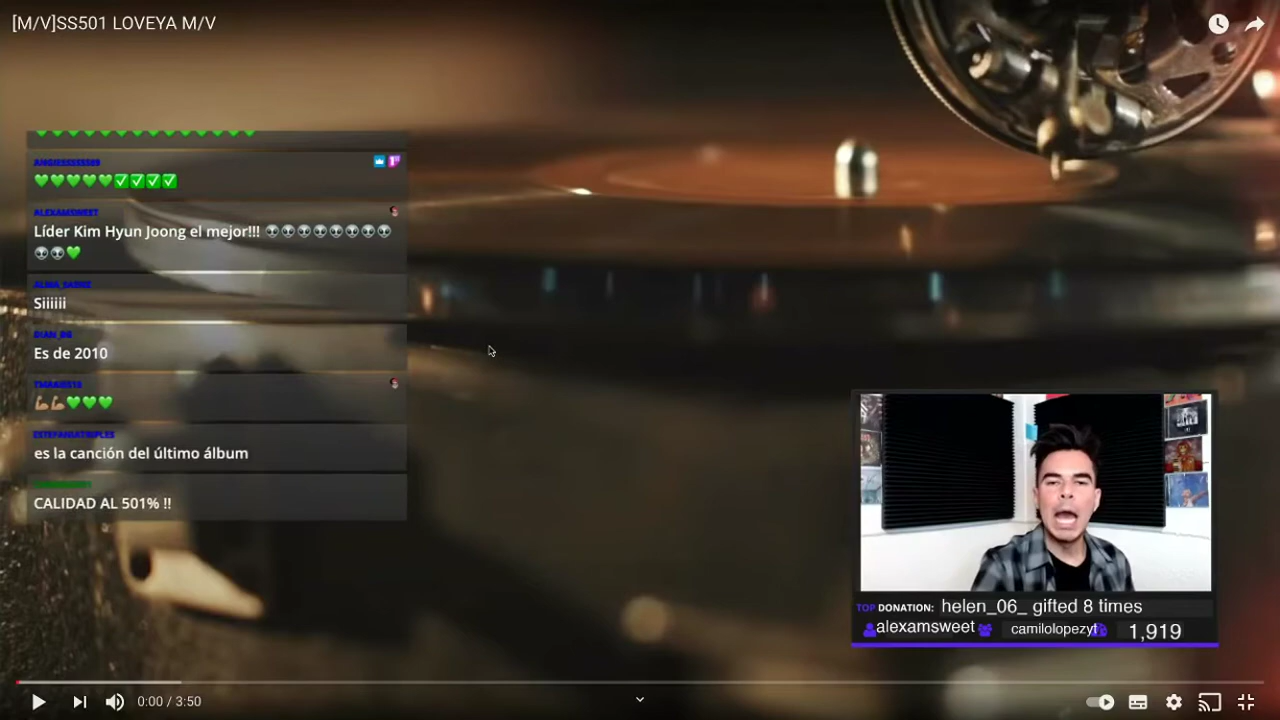 [M/V]SS501 LOVEYA M/V
ALEXAMSWEET
Líder Kim Hyun Joong el mejor!!! 👽👽👽👽👽👽👽👽
👽👽💚
Siiiiii
Es de 2010
💪🏽💪🏽💚💚💚
es la canción del último álbum
CALIDAD AL 501% !!
TOP DONATION: helen_06_ gifted 8 times
alexamsweet camilolopezyt 1,919
0:00 / 3:50